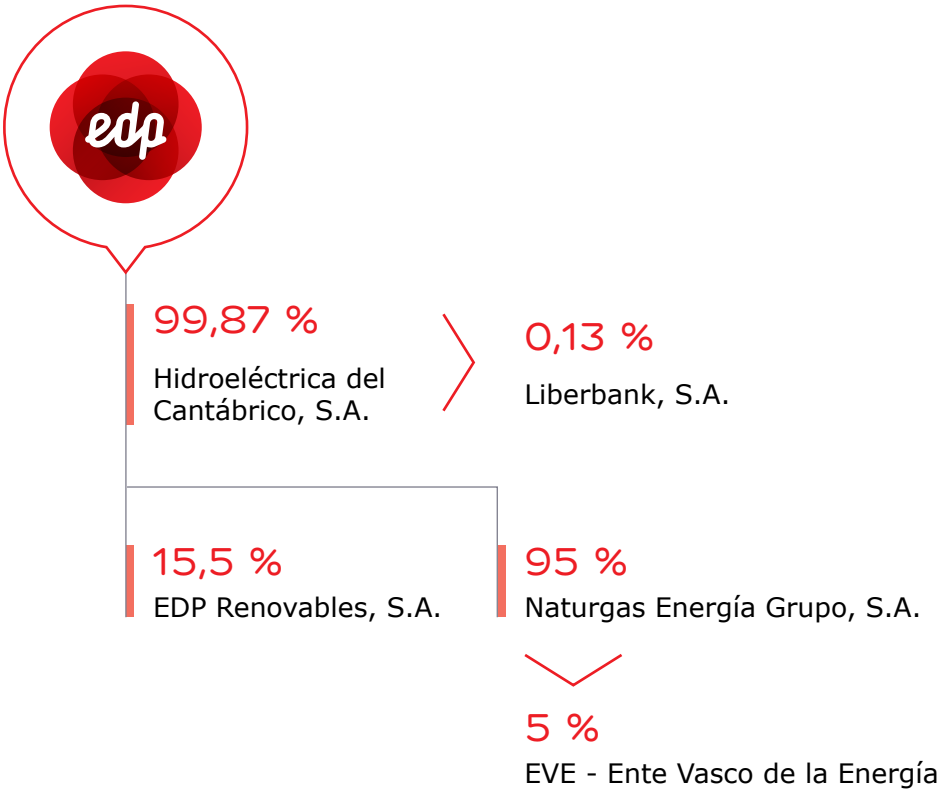 edp
99,87 %
Hidroeléctrica del
Cantábrico, S.A.
0,13 %
Liberbank, S.A.
15,5 %
EDP Renovables, S.A.
95 %
Naturgas Energía Grupo, S.A.
5 %
EVE - Ente Vasco de la Energía